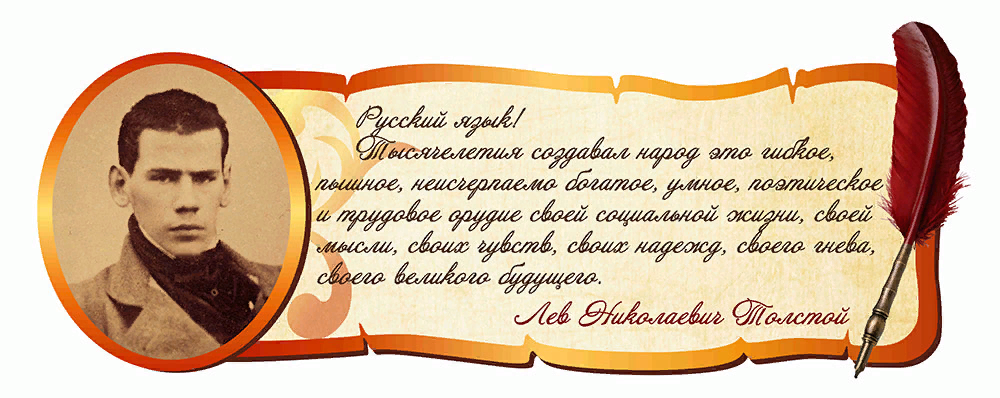 Русский язык!
Тысячелетия создавал народ это гибкое,
пышное, неисчерпаемо богатое, умное, поэтическое
и трудовое орудие своей социальной жизни, своей
мысли, своих чувств, своих надежд, своего гнева,
своего великого будущего.
Лев Николаевич Толстой